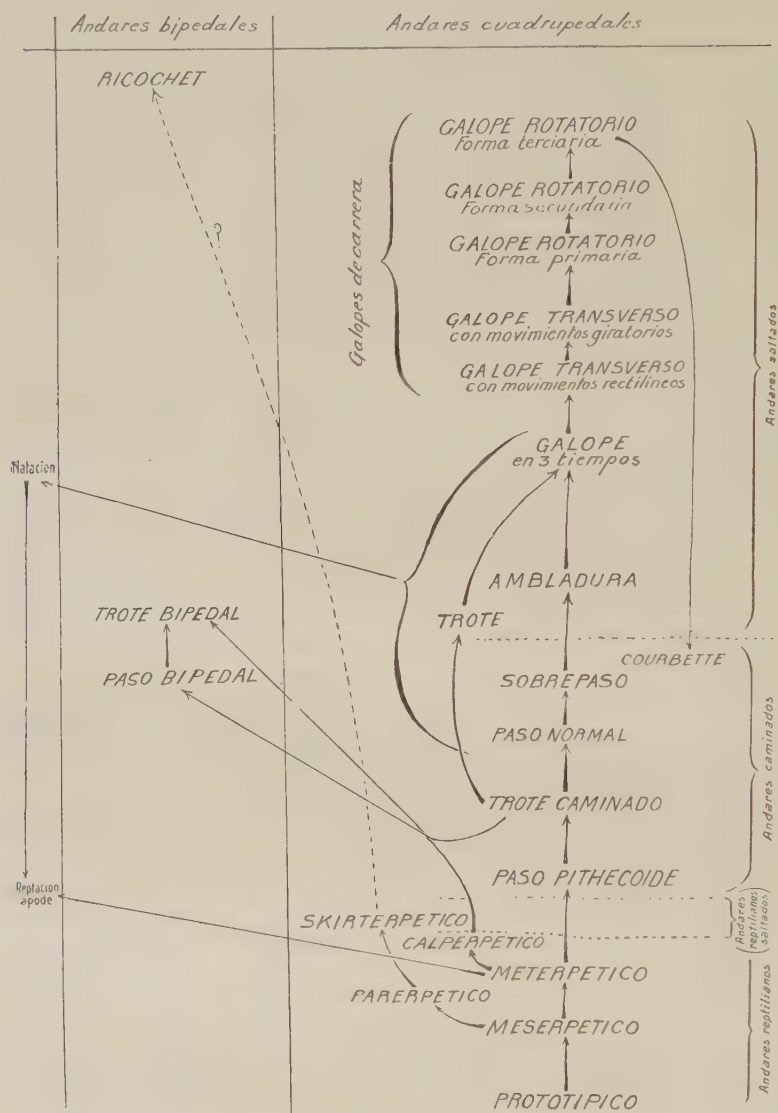 Andares bipedales
Andares cuadrupedales
RICOCHET
?
GALOPE ROTATORIO
Forma terciaria
GALOPE ROTATORIO
Forma secundaria
GALOPE ROTATORIO
Forma primaria
GALOPE TRANSVERSO
con movimientos giratorios
GALOPE TRANSVERSO
con movimientos rectilíneos
Galopes de carrera
Andares saltados
GALOPE
en 3 tiempos
Natacion
AMBLADURA
TROTE BIPEDAL
TROTE
COURBETTE
PASO BIPEDAL
SOBREPASO
PASO NORMAL
Andares caminados
TROTE CAMINADO
PASO PITHECOIDE
Reptacion
apode
SKIRTERPETICO
CALPERPETICO
(Andares
reptilianos
saltados)
METERPETICO
PARERPETICO
MESERPETICO
Andares reptilianos
PROTOTIPICO